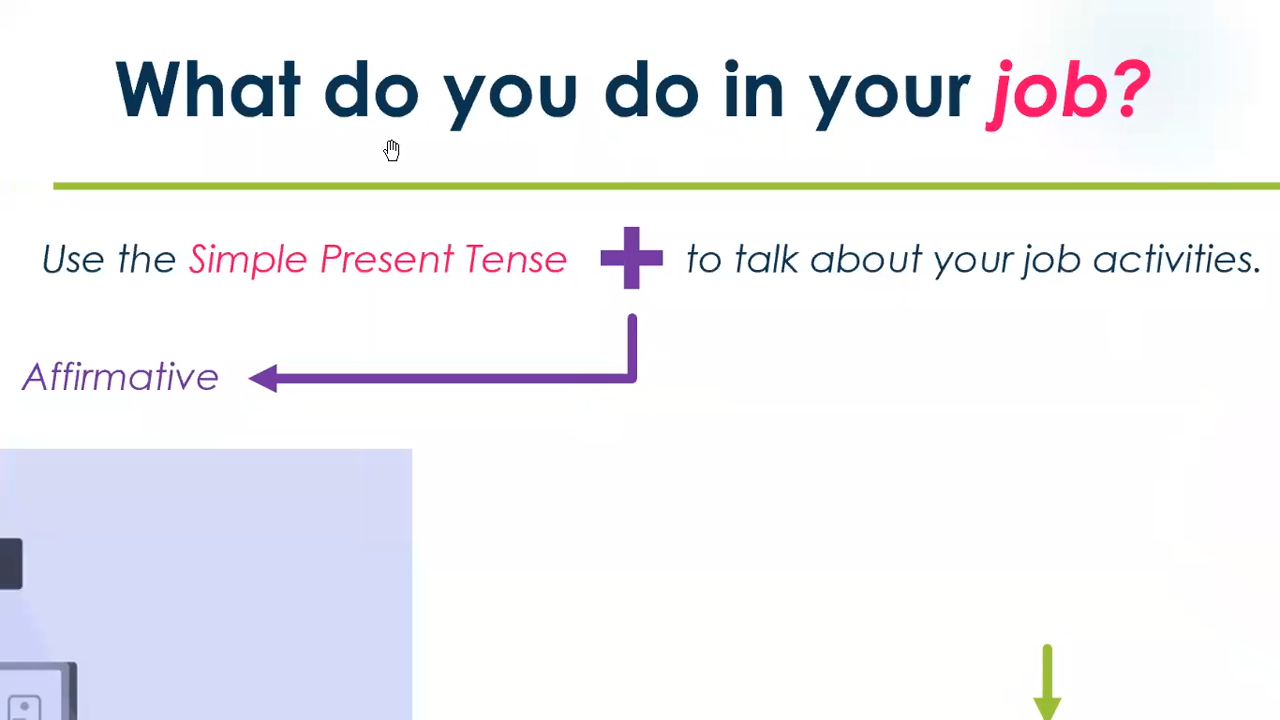 What do you do in your job?
Use the Simple Present Tense + to talk about your job activities.
Affirmative